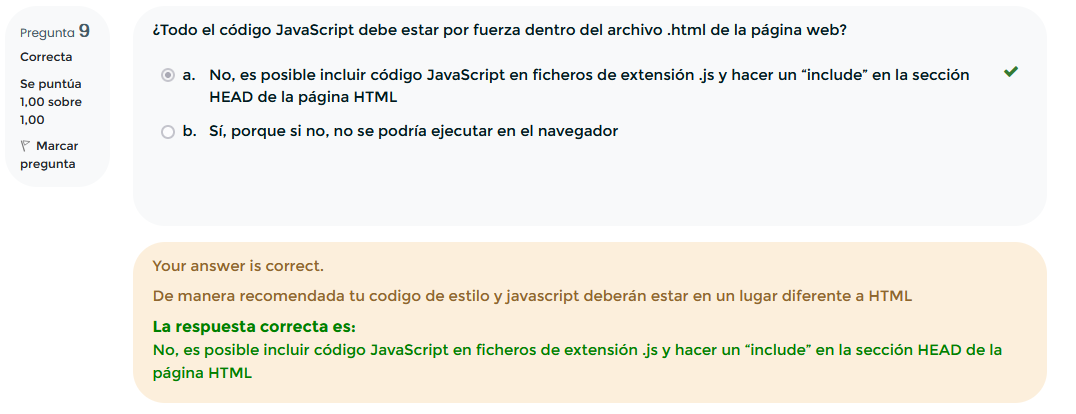 Pregunta 9
Correcta
Se puntúa
1,00 sobre
1,00
Marcar
pregunta
¿Todo el código JavaScript debe estar por fuerza dentro del archivo .html de la página web?
a. No, es posible incluir código JavaScript en ficheros de extensión .js y hacer un “include” en la sección
HEAD de la página HTML
b. Sí, porque si no, no se podría ejecutar en el navegador
Your answer is correct.
De manera recomendada tu codigo de estilo y javascript deberán estar en un lugar diferente a HTML
La respuesta correcta es:
No, es posible incluir código JavaScript en ficheros de extensión .js y hacer un “include” en la sección HEAD de la
página HTML